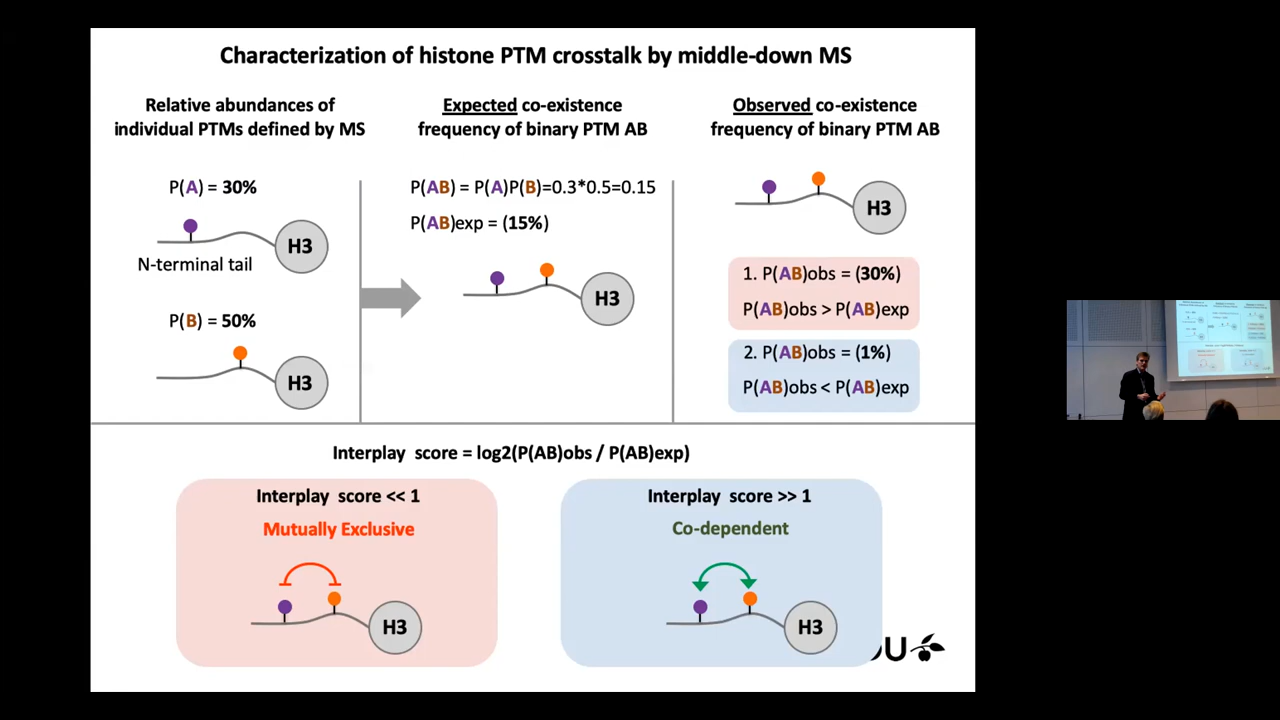 Characterization of histone PTM crosstalk by middle-down MS
Relative abundances of
individual PTMs defined by MS
P(A) = 30%
H3
N-terminal tail
P(B) = 50%
H3
Expected co-existence
frequency of binary PTM AB
P(AB) = P(A)P(B)=0.3*0.5=0.15
P(AB)exp = (15%)
H3
Observed co-existence
frequency of binary PTM AB
H3
1. P(AB)obs = (30%)
P(AB)obs > P(AB)exp
2. P(AB)obs = (1%)
P(AB)obs < P(AB)exp
Interplay score = log2(P(AB)obs / P(AB)exp)
Interplay score << 1
Mutually Exclusive
H3
Interplay score >> 1
Co-dependent
H3